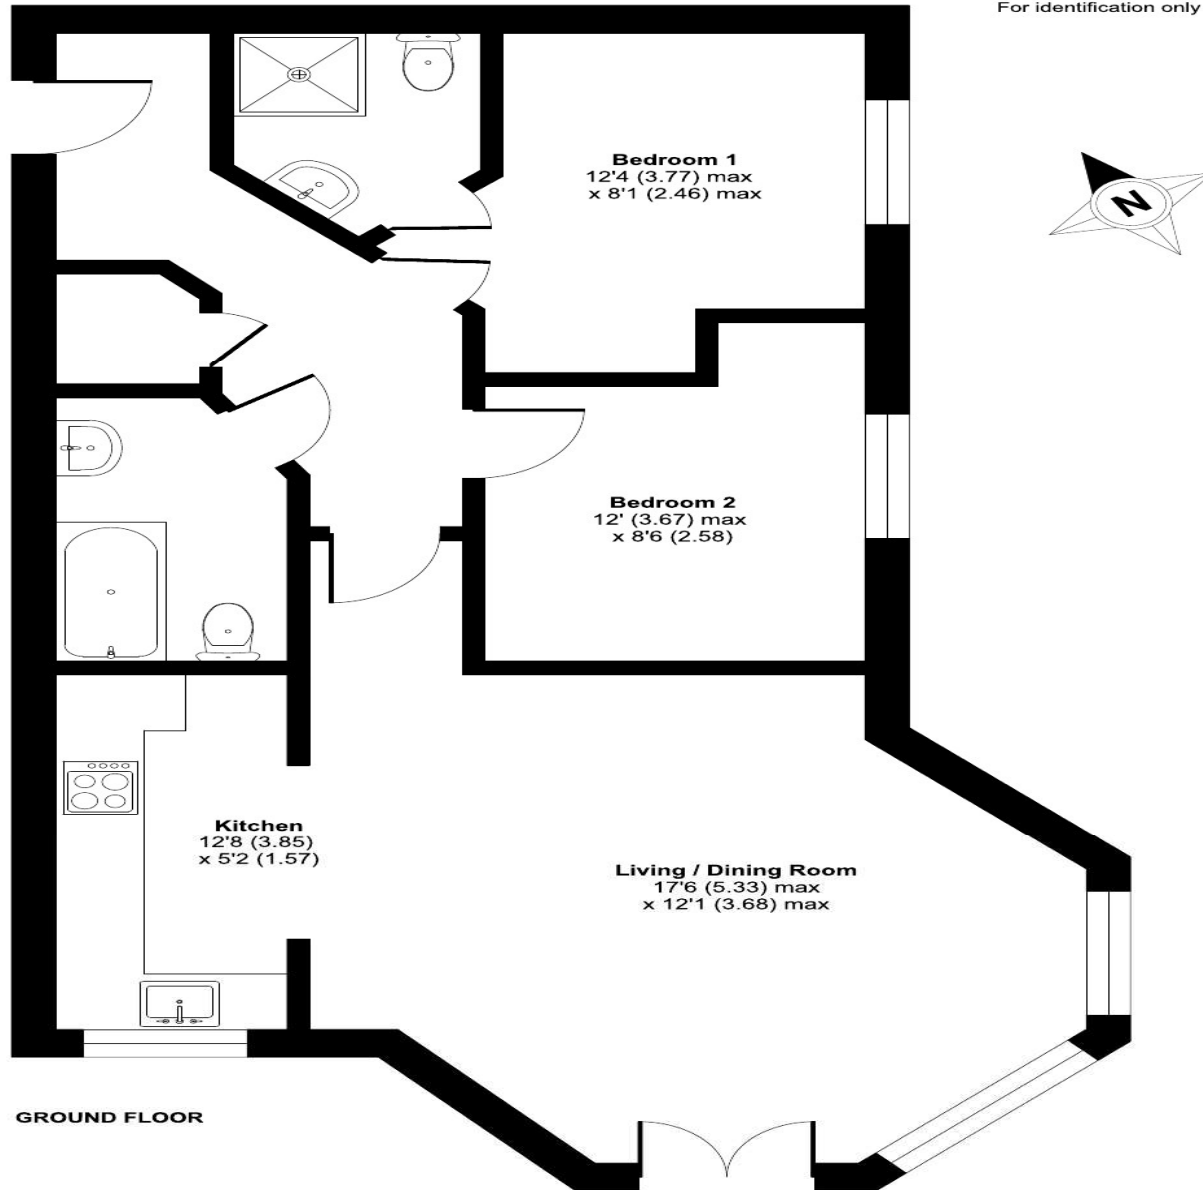 For identification only
Bedroom 1
12'4 (3.77) max
x 8'1 (2.46) max
N
Bedroom 2
12' (3.67) max
x 8'6 (2.58)
Kitchen
12'8 (3.85)
x 5'2 (1.57)
Living / Dining Room
17'6 (5.33) max
x 12'1 (3.68) max
GROUND FLOOR